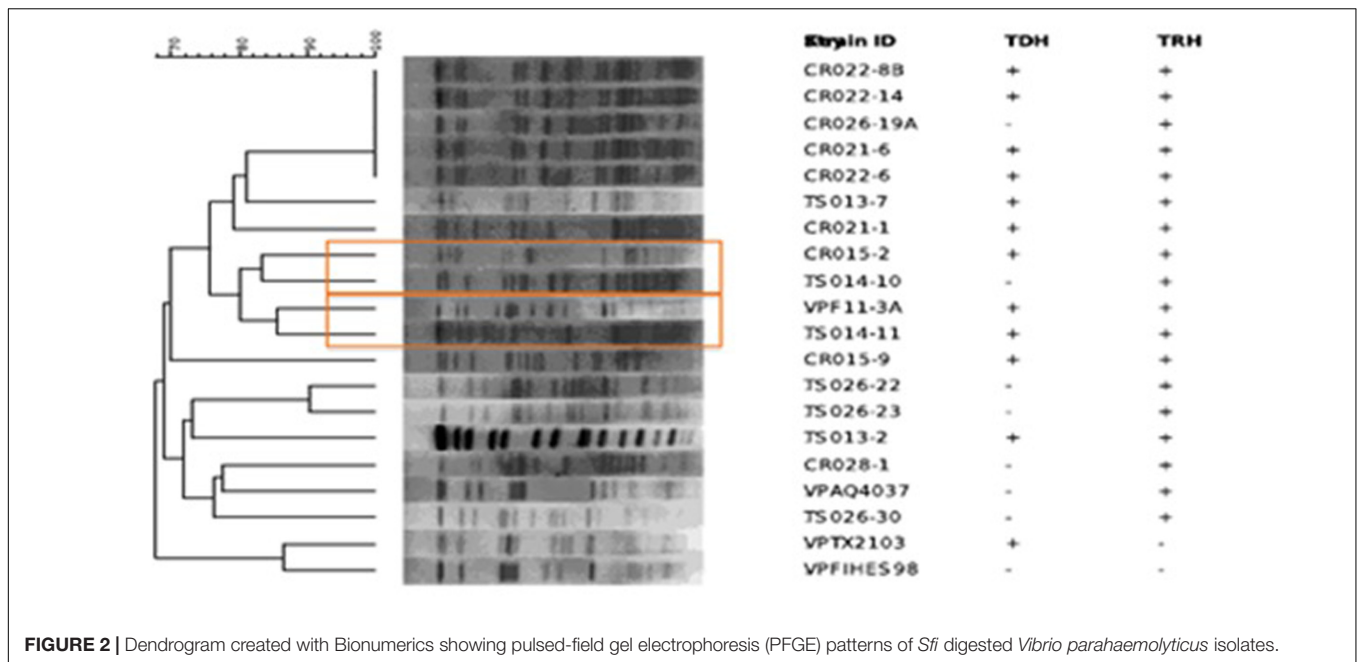 70 80 90 100
Strain ID TDH TRH
CR022-8B + +
CR022-14 + +
CR026-19A - +
CR021-6 + +
CR022-6 + +
TS013-7 + +
CR021-1 + +
CR015-2 + +
TS014-10 - +
VPF11-3A + +
TS014-11 + +
CR015-9 + +
TS026-22 - +
TS026-23 - +
TS013-2 + +
CR028-1 - +
VPAQ4037 - +
TS026-30 - +
VPTX2103 + -
VPFIHES98 - -
FIGURE 2 | Dendrogram created with Bionumerics showing pulsed-field gel electrophoresis (PFGE) patterns of Sfi digested Vibrio parahaemolyticus isolates.